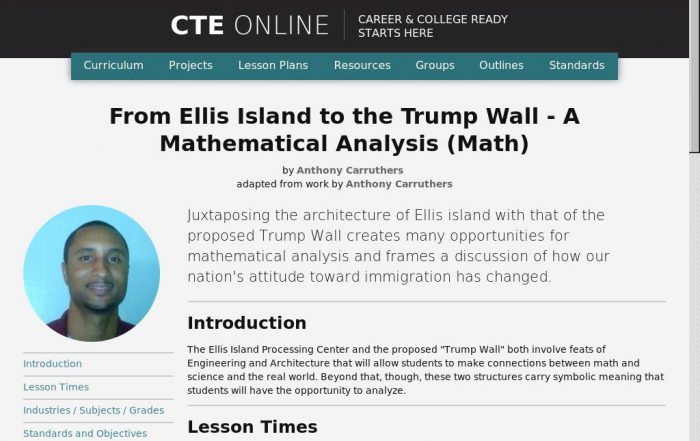 CTE ONLINE
CAREER & COLLEGE READY
STARTS HERE
Curriculum Projects Lesson Plans Resources Groups Outlines Standards
From Ellis Island to the Trump Wall - A
Mathematical Analysis (Math)
by Anthony Carruthers
adapted from work by Anthony Carruthers
Juxtaposing the architecture of Ellis island with that of the
proposed Trump Wall creates many opportunities for
mathematical analysis and frames a discussion of how our
nation's attitude toward immigration has changed.
Introduction
The Ellis Island Processing Center and the proposed "Trump Wall" both involve feats of
Engineering and Architecture that will allow students to make connections between math and
science and the real world. Beyond that, though, these two structures carry symbolic meaning that
students will have the opportunity to analyze.
Lesson Times
Introduction
Lesson Times
Industries / Subjects / Grades
Standards and Objectives